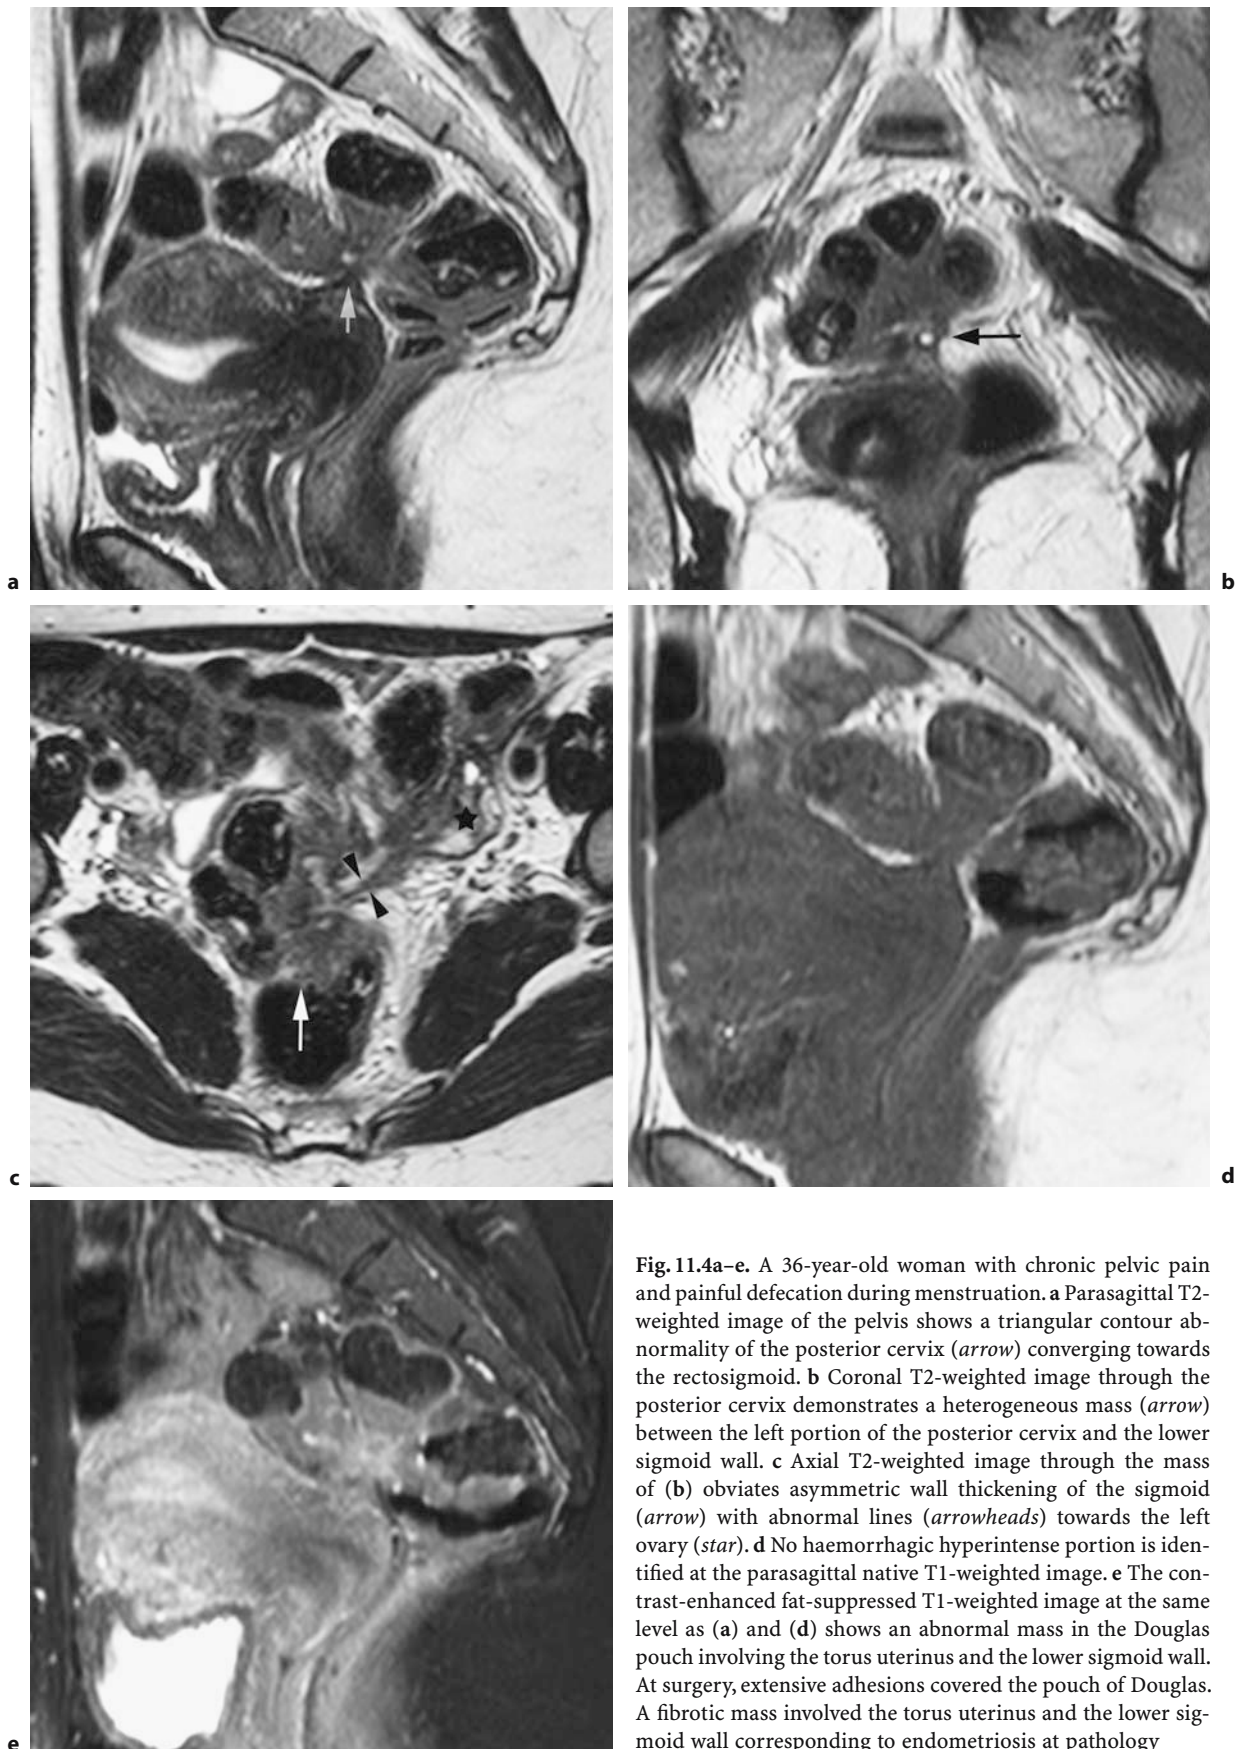 a
b
c
d
e
Fig. 11.4a–e. A 36-year-old woman with chronic pelvic pain
and painful defecation during menstruation. a Parasagittal T2-
weighted image of the pelvis shows a triangular contour ab-
normality of the posterior cervix (arrow) converging towards
the rectosigmoid. b Coronal T2-weighted image through the
posterior cervix demonstrates a heterogeneous mass (arrow)
between the left portion of the posterior cervix and the lower
sigmoid wall. c Axial T2-weighted image through the mass
of (b) obviates asymmetric wall thickening of the sigmoid
(arrow) with abnormal lines (arrowheads) towards the left
ovary (star). d No haemorrhagic hyperintense portion is iden-
tified at the parasagittal native T1-weighted image. e The con-
trast-enhanced fat-suppressed T1-weighted image at the same
level as (a) and (d) shows an abnormal mass in the Douglas
pouch involving the torus uterinus and the lower sigmoid wall.
At surgery, extensive adhesions covered the pouch of Douglas.
A fibrotic mass involved the torus uterinus and the lower sig-
moid wall corresponding to endometriosis at pathology